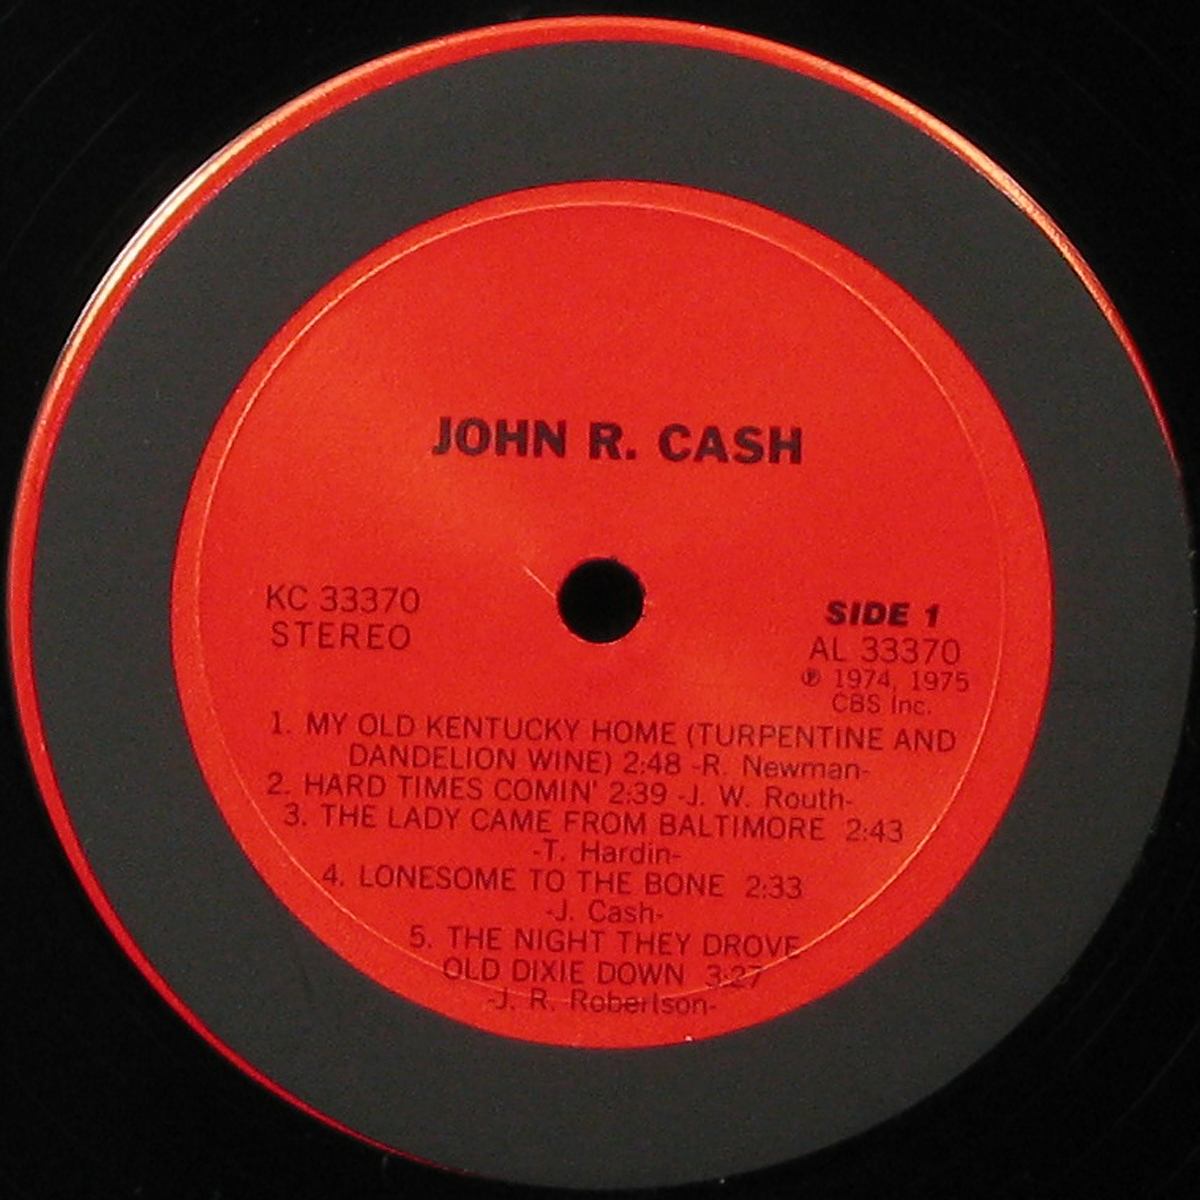 JOHN R. CASH
KC 33370
STEREO
SIDE 1
AL 33370
℗ 1974, 1975
CBS Inc.
1. MY OLD KENTUCKY HOME (TURPENTINE AND
DANDELION WINE) 2:48 -R. Newman-
2. HARD TIMES COMIN' 2:39 -J. W. Routh-
3. THE LADY CAME FROM BALTIMORE 2:43
-T. Hardin-
4. LONESOME TO THE BONE 2:33
-J. Cash-
5. THE NIGHT THEY DROVE
OLD DIXIE DOWN 3:27
-J. R. Robertson-